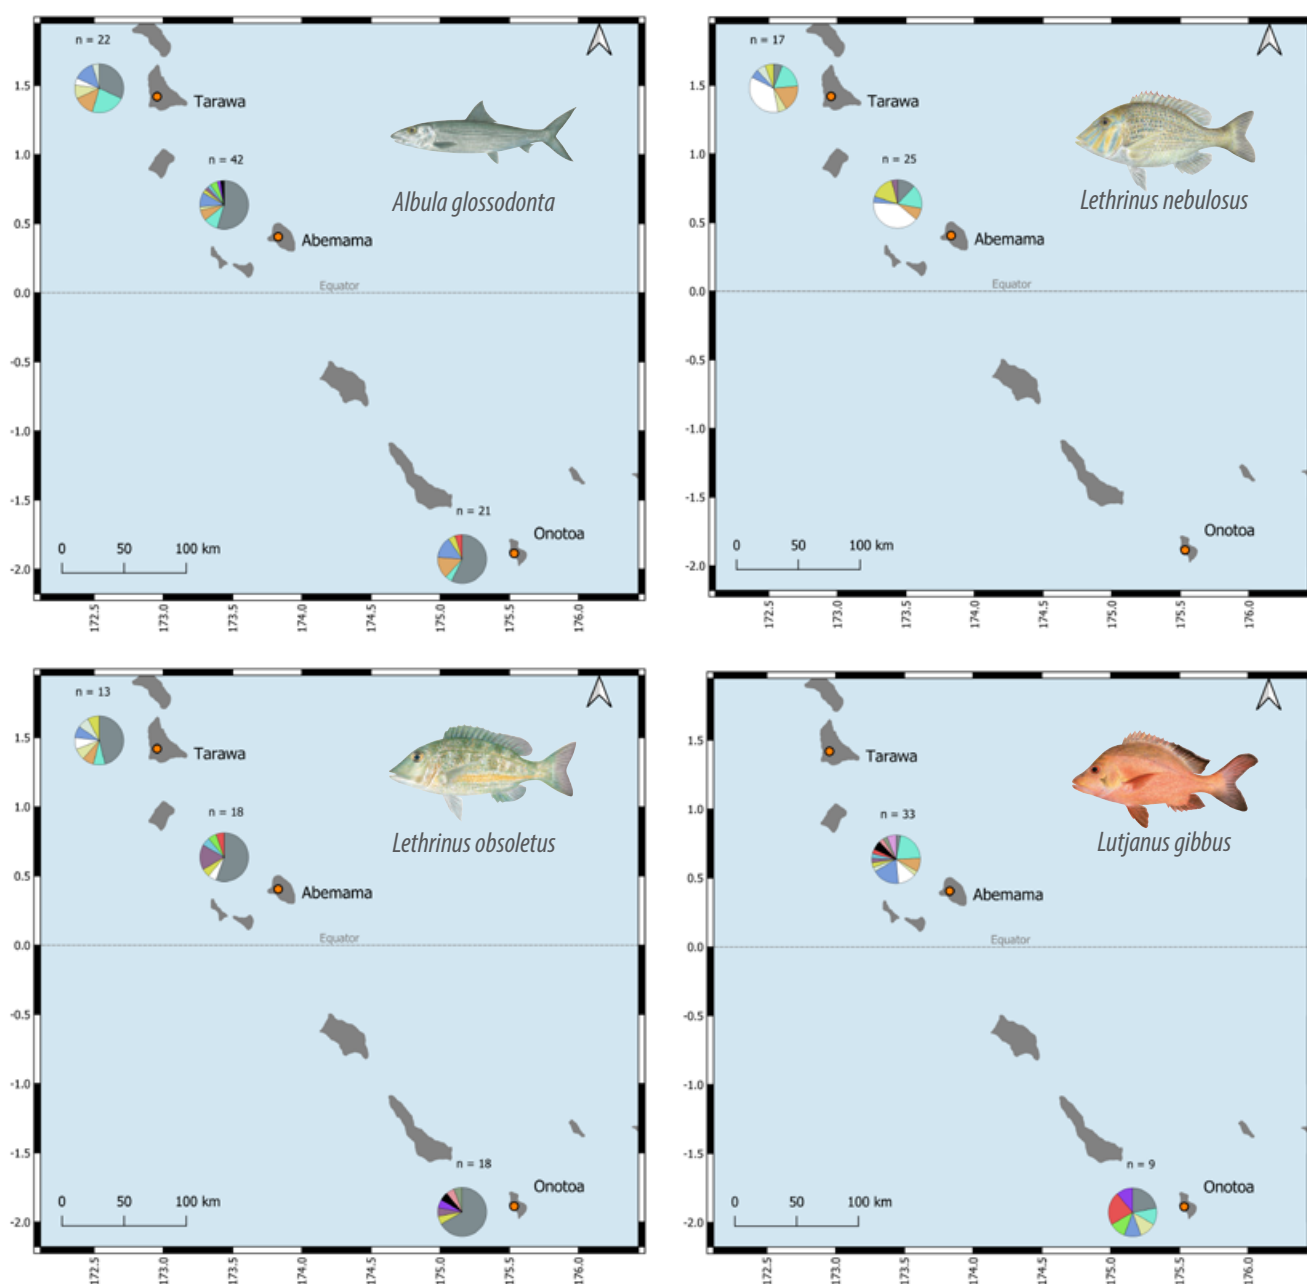 n = 22
1.5
Tarawa
1.0
n = 42
Albula glossodonta
0.5
Abemama
Equator
0.0
-0.5
-1.0
-1.5
n = 21
Onotoa
0 50 100 km
-2.0
172.5 173.0 173.5 174.0 174.5 175.0 175.5 176.0
n = 17
1.5
Tarawa
1.0
n = 25
Lethrinus nebulosus
0.5
Abemama
Equator
0.0
-0.5
-1.0
-1.5
Onotoa
0 50 100 km
-2.0
172.5 173.0 173.5 174.0 174.5 175.0 175.5 176.0
n = 13
1.5
Tarawa
1.0
n = 18
Lethrinus obsoletus
0.5
Abemama
Equator
0.0
-0.5
-1.0
-1.5
n = 18
Onotoa
0 50 100 km
-2.0
172.5 173.0 173.5 174.0 174.5 175.0 175.5 176.0
1.5
Tarawa
1.0
n = 33
Lutjanus gibbus
0.5
Abemama
Equator
0.0
-0.5
-1.0
-1.5
n = 9
Onotoa
0 50 100 km
-2.0
172.5 173.0 173.5 174.0 174.5 175.0 175.5 176.0